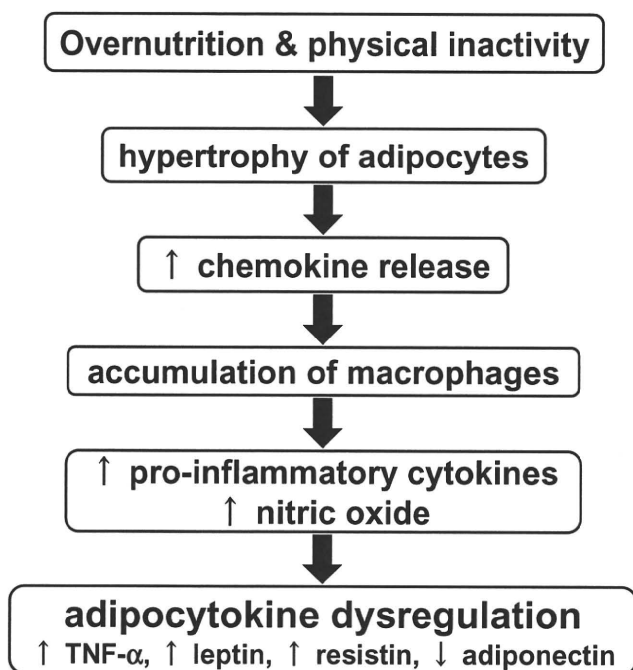 Overnutrition & physical inactivity
hypertrophy of adipocytes
↑ chemokine release
accumulation of macrophages
↑ pro-inflammatory cytokines
↑ nitric oxide
adipocytokine dysregulation
↑ TNF-α, ↑ leptin, ↑ resistin, ↓ adiponectin